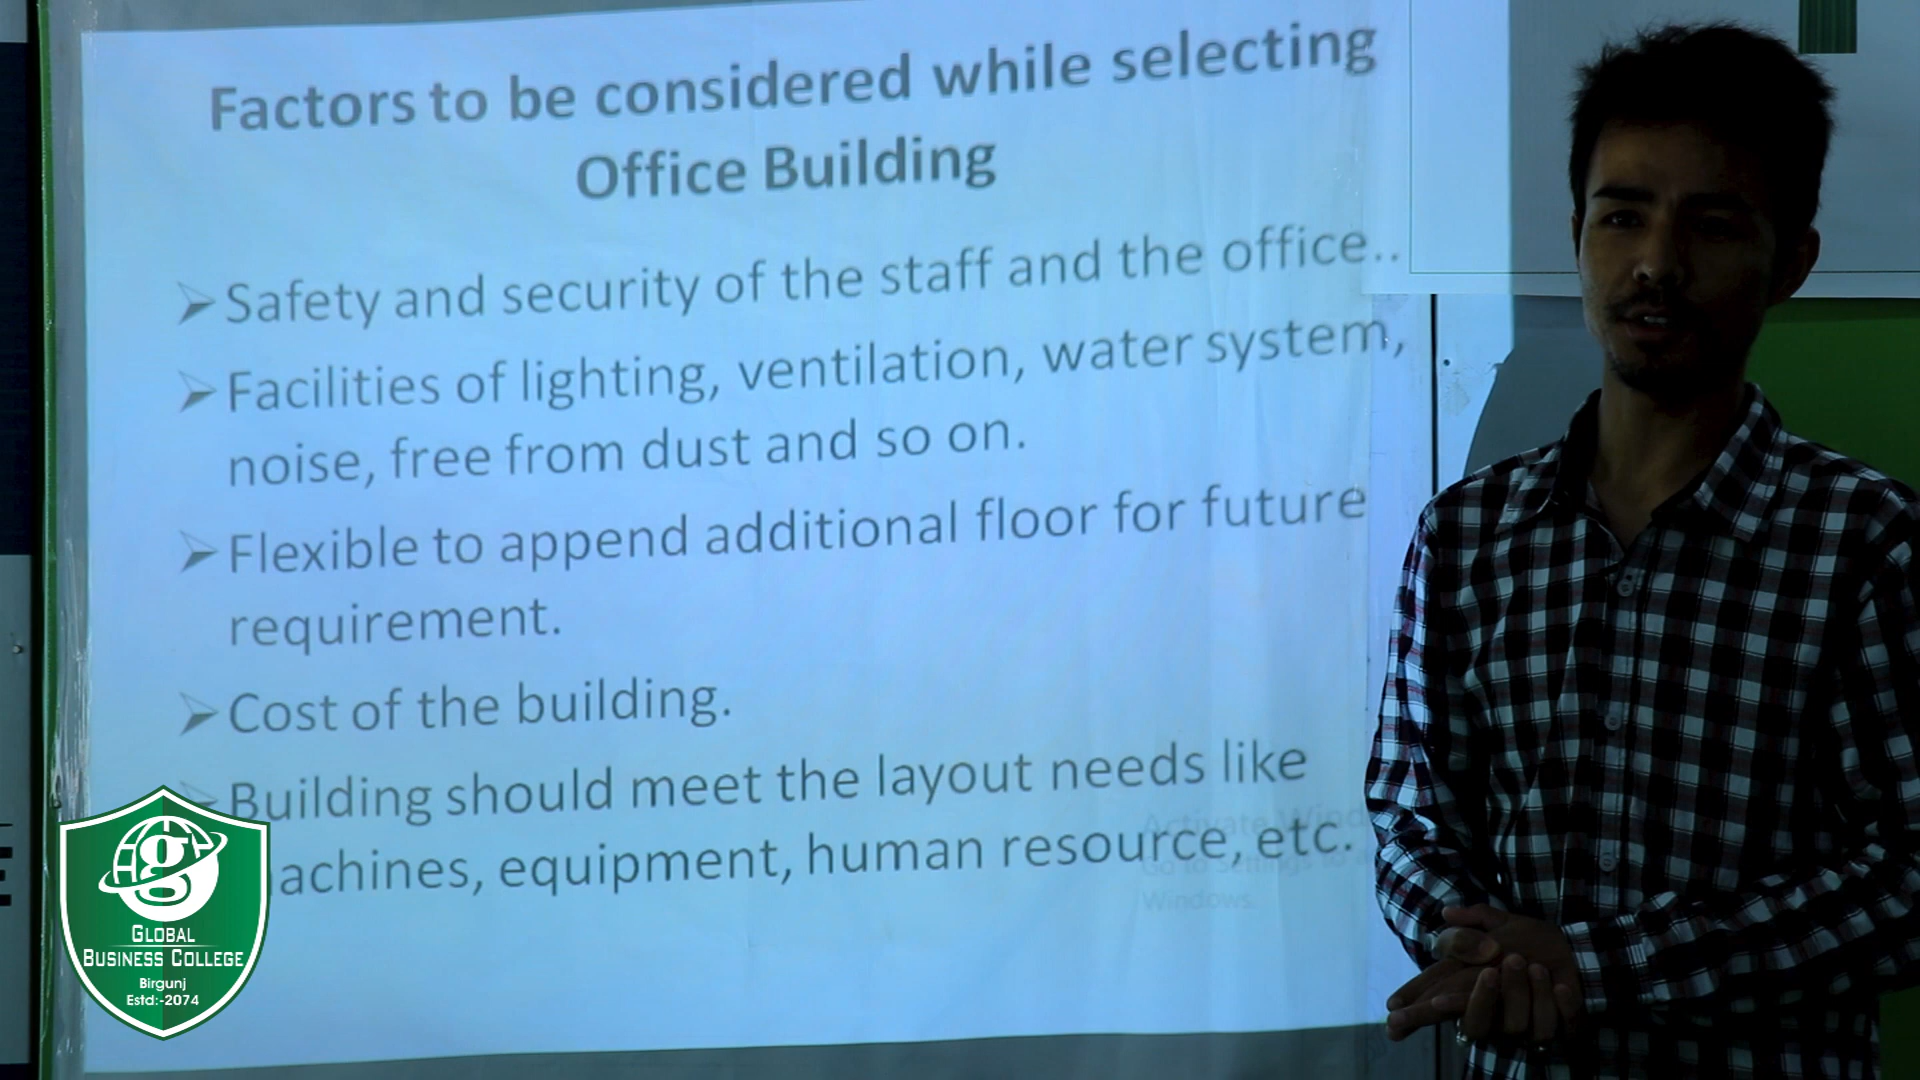 Factors to be considered while selecting
Office Building
➢Safety and security of the staff and the office..
➢Facilities of lighting, ventilation, water system,
noise, free from dust and so on.
➢Flexible to append additional floor for future
requirement.
➢Cost of the building.
➢Building should meet the layout needs like
achines, equipment, human resource, etc.
Activate Wind
Go to Settings to a
Windows
g
GLOBAL
BUSINESS COLLEGE
Birgunj
Estd:-2074
E